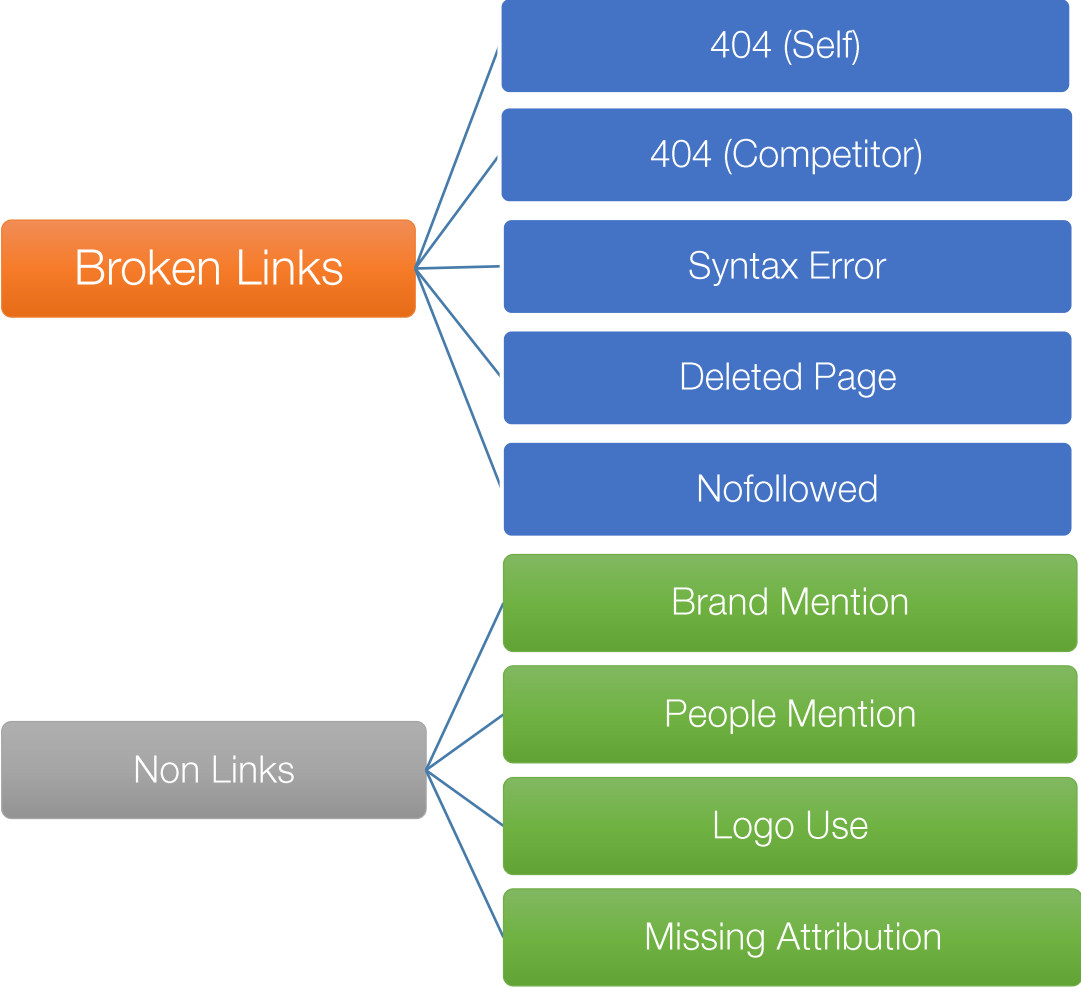 404 (Self)
404 (Competitor)
Broken Links
Syntax Error
Deleted Page
Nofollowed
Brand Mention
People Mention
Non Links
Logo Use
Missing Attribution